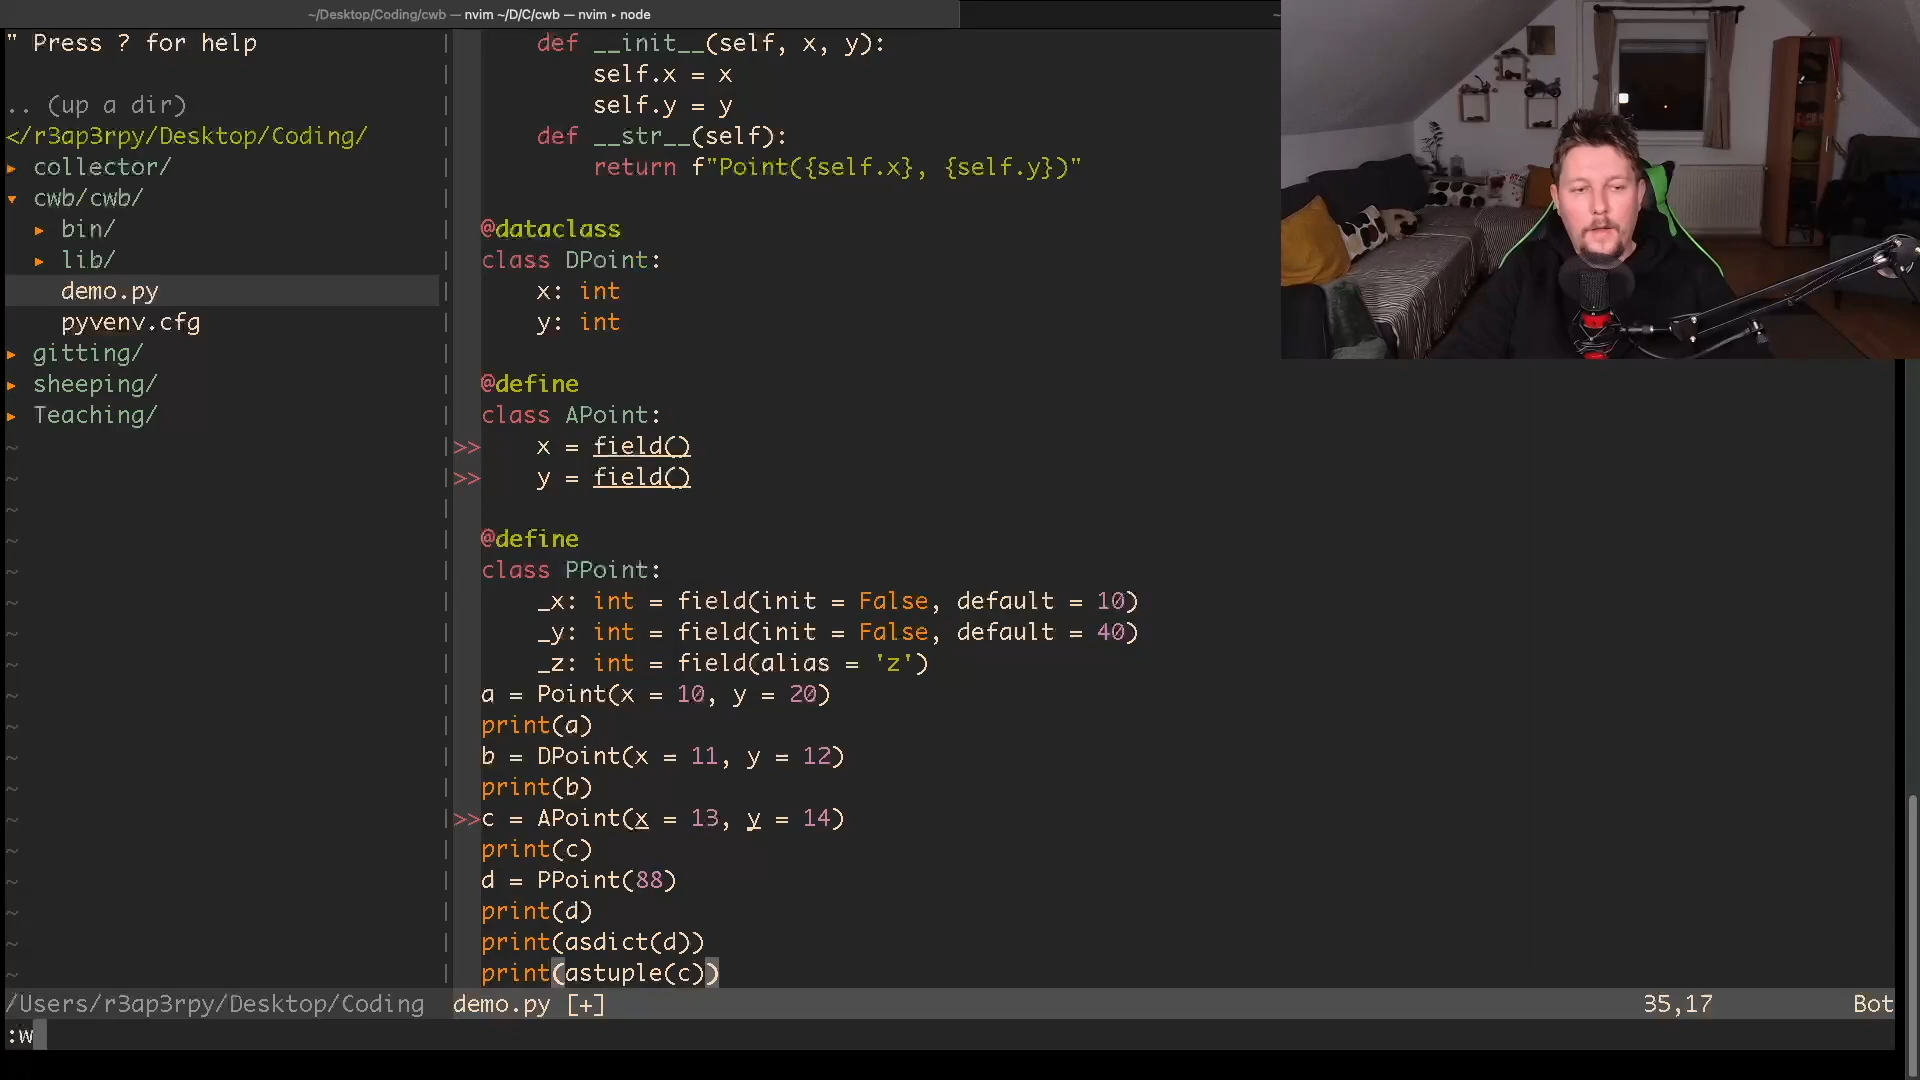 ~/Desktop/Coding/cwb — nvim ~/D/C/cwb — nvim ▸ node
" Press ? for help
.. (up a dir)
</r3ap3rpy/Desktop/Coding/
▸ collector/
▾ cwb/cwb/
▸ bin/
▸ lib/
demo.py
pyvenv.cfg
▸ gitting/
▸ sheeping/
▸ Teaching/
def __init__(self, x, y):
self.x = x
self.y = y
def __str__(self):
return f"Point({self.x}, {self.y})"
@dataclass
class DPoint:
x: int
y: int
@define
class APoint:
>> x = field()
>> y = field()
@define
class PPoint:
_x: int = field(init = False, default = 10)
_y: int = field(init = False, default = 40)
_z: int = field(alias = 'z')
a = Point(x = 10, y = 20)
print(a)
b = DPoint(x = 11, y = 12)
print(b)
>>c = APoint(x = 13, y = 14)
print(c)
d = PPoint(88)
print(d)
print(asdict(d))
print(astuple(c))
/Users/r3ap3rpy/Desktop/Coding demo.py [+] 35,17 Bot
:w